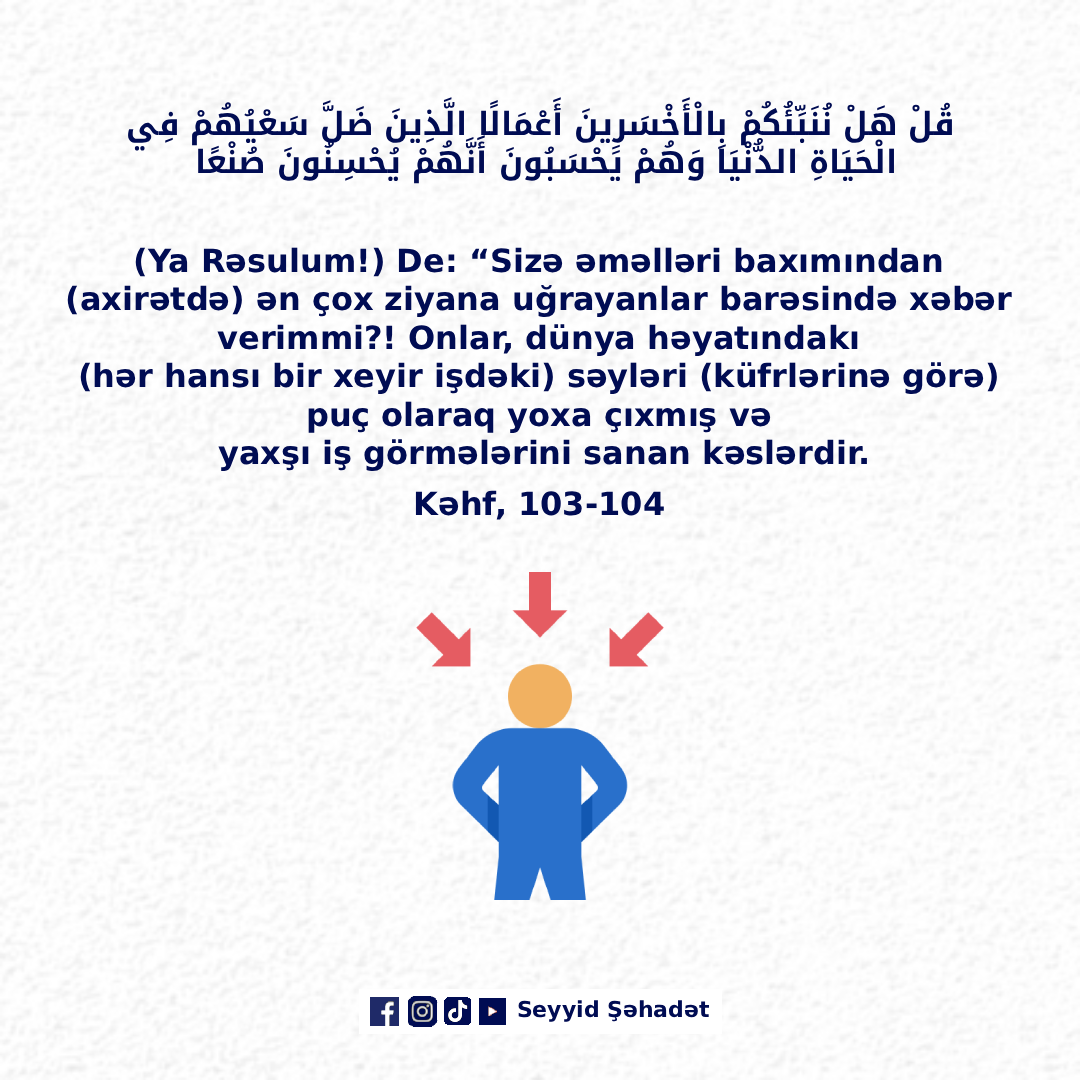 قُلْ هَلْ نُنَبِّئُكُمْ بِالْأَخْسَرِينَ أَعْمَالًا الَّذِينَ ضَلَّ سَعْيُهُمْ فِي
الْحَيَاةِ الدُّنْيَا وَهُمْ يَحْسَبُونَ أَنَّهُمْ يُحْسِنُونَ صُنْعًا
(Ya Rəsulum!) De: “Sizə əməlləri baxımından
(axirətdə) ən çox ziyana uğrayanlar barəsində xəbər
verimmi?! Onlar, dünya həyatındakı
(hər hansı bir xeyir işdəki) səyləri (küfrlərinə görə)
puç olaraq yoxa çıxmış və
yaxşı iş görmələrini sanan kəslərdir.
Kəhf, 103-104
Seyyid Şəhadət